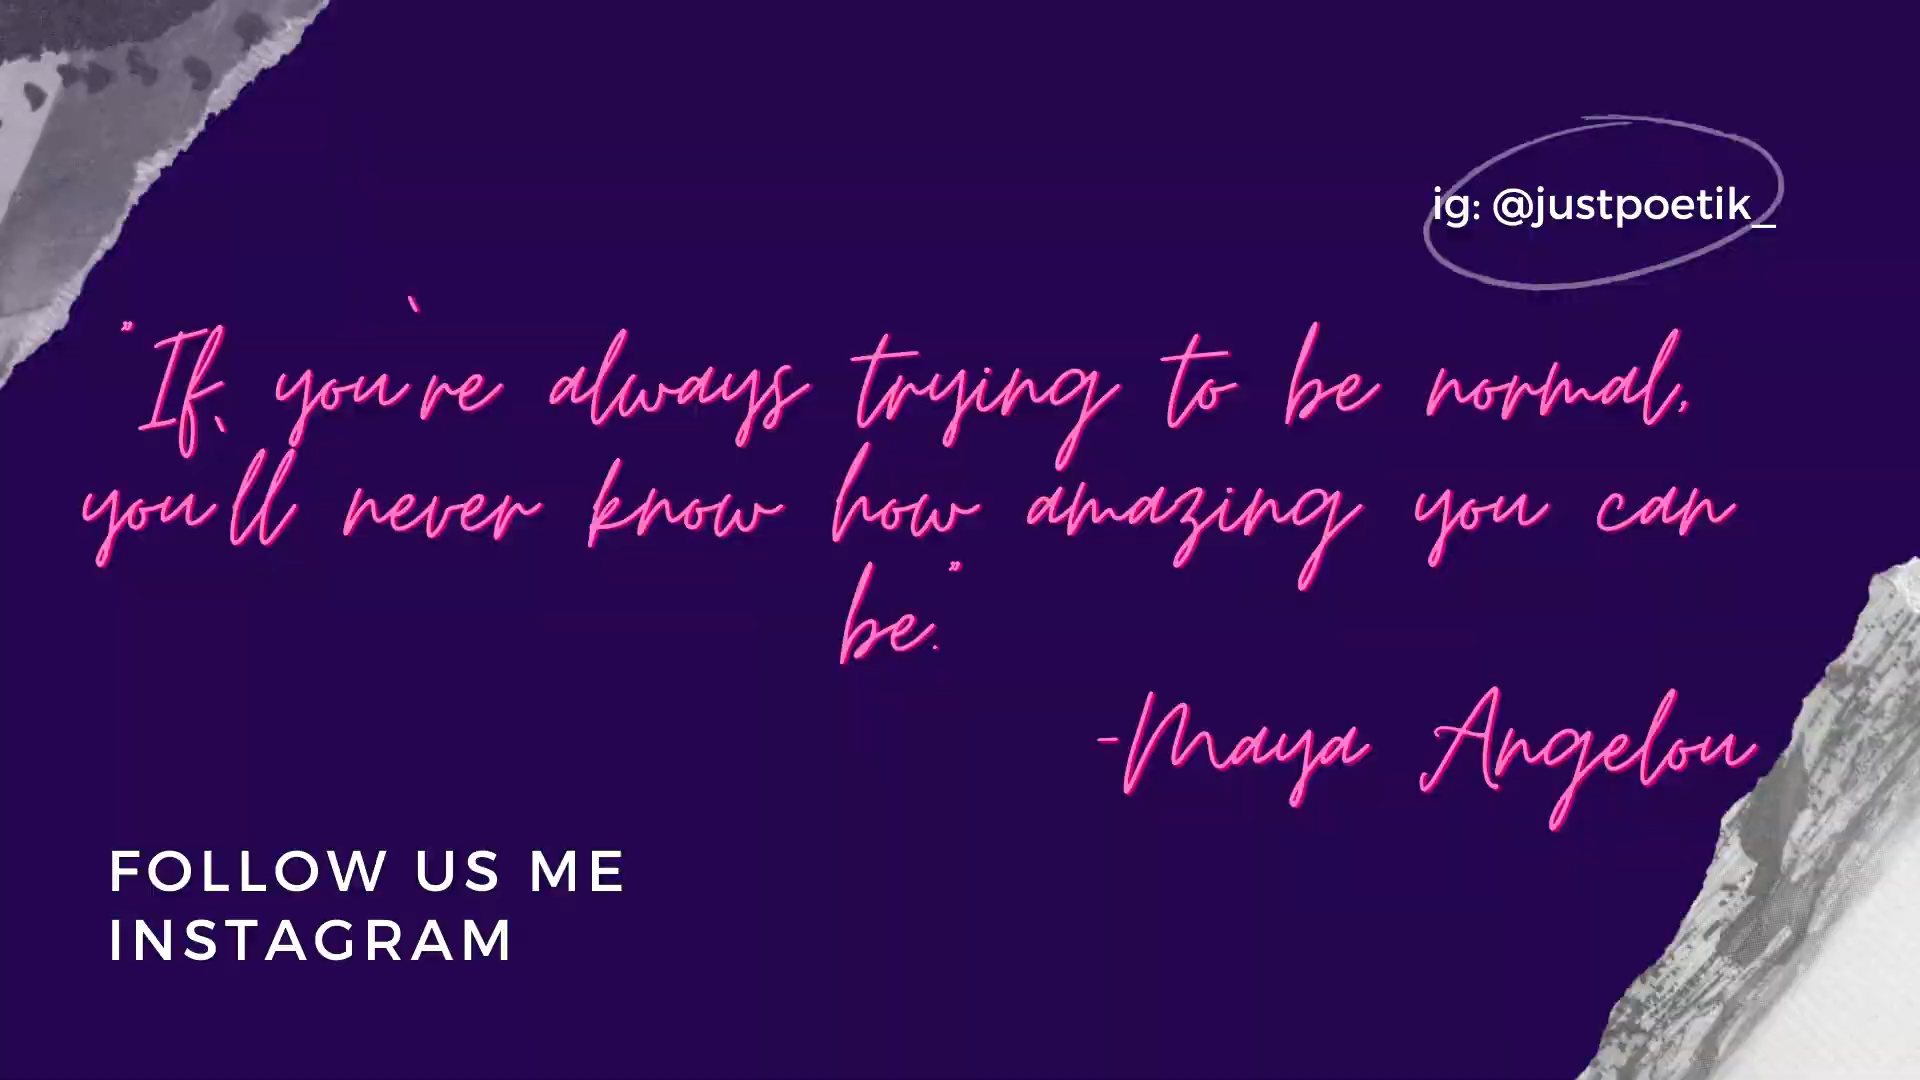 ig: @justpoetik_
"If you're always trying to be normal,
you'll never know how amazing you can
be."
-Maya Angelou
FOLLOW US ME
INSTAGRAM